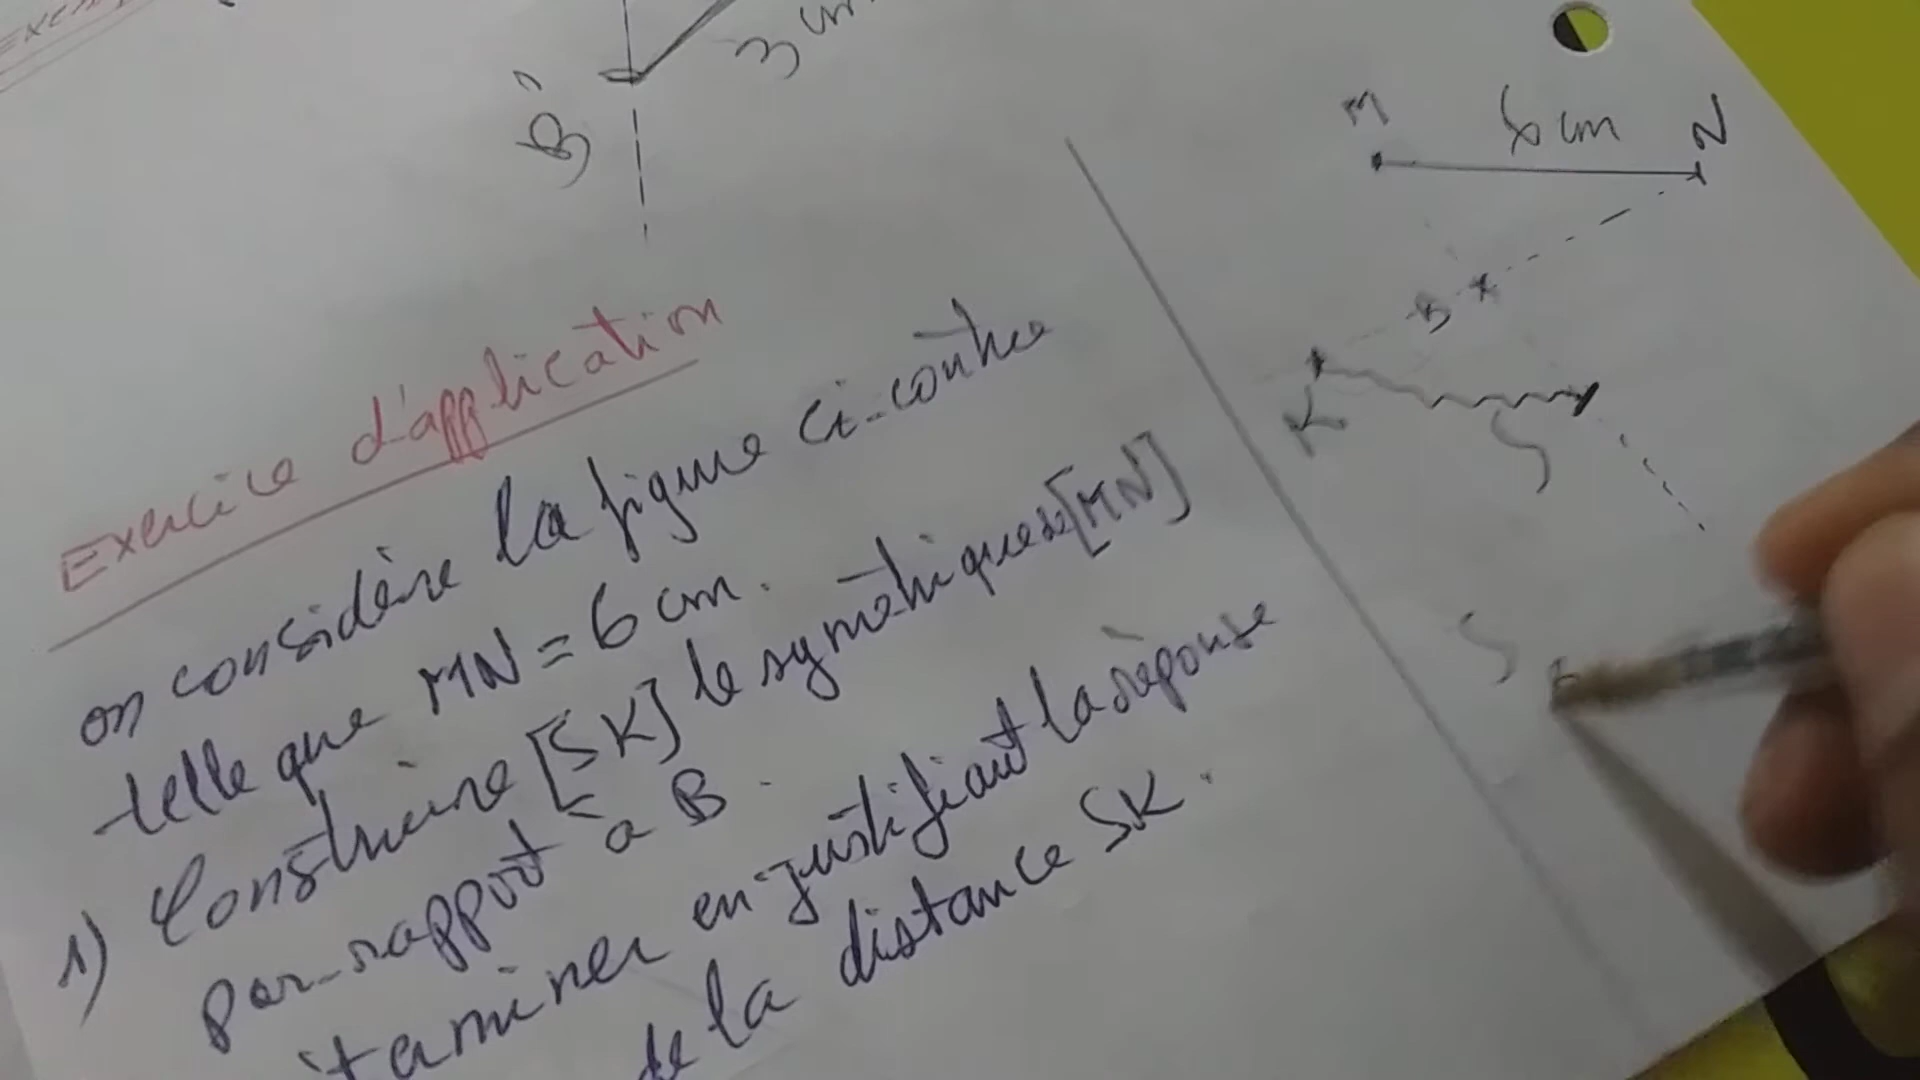 B'
3 cm
Exercice d'application
on considère la figure ci-contre
telle que MN = 6 cm.
1) Construire [SK] le symétrique de [MN]
par-rapport à B.
terminer en justifiant la réponse
de la distance SK.
M 6 cm N
B
K
S
S